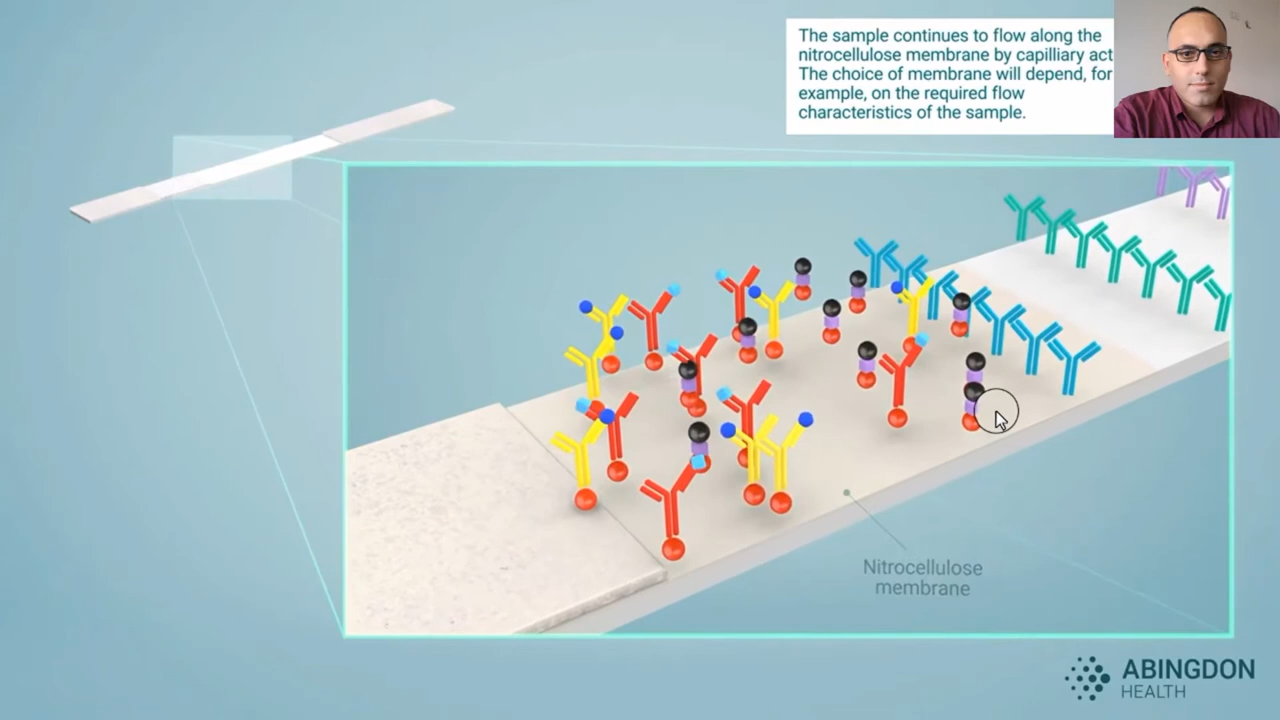 The sample continues to flow along the
nitrocellulose membrane by capilliary act
The choice of membrane will depend, for
example, on the required flow
characteristics of the sample.
Nitrocellulose
membrane
ABINGDON
HEALTH